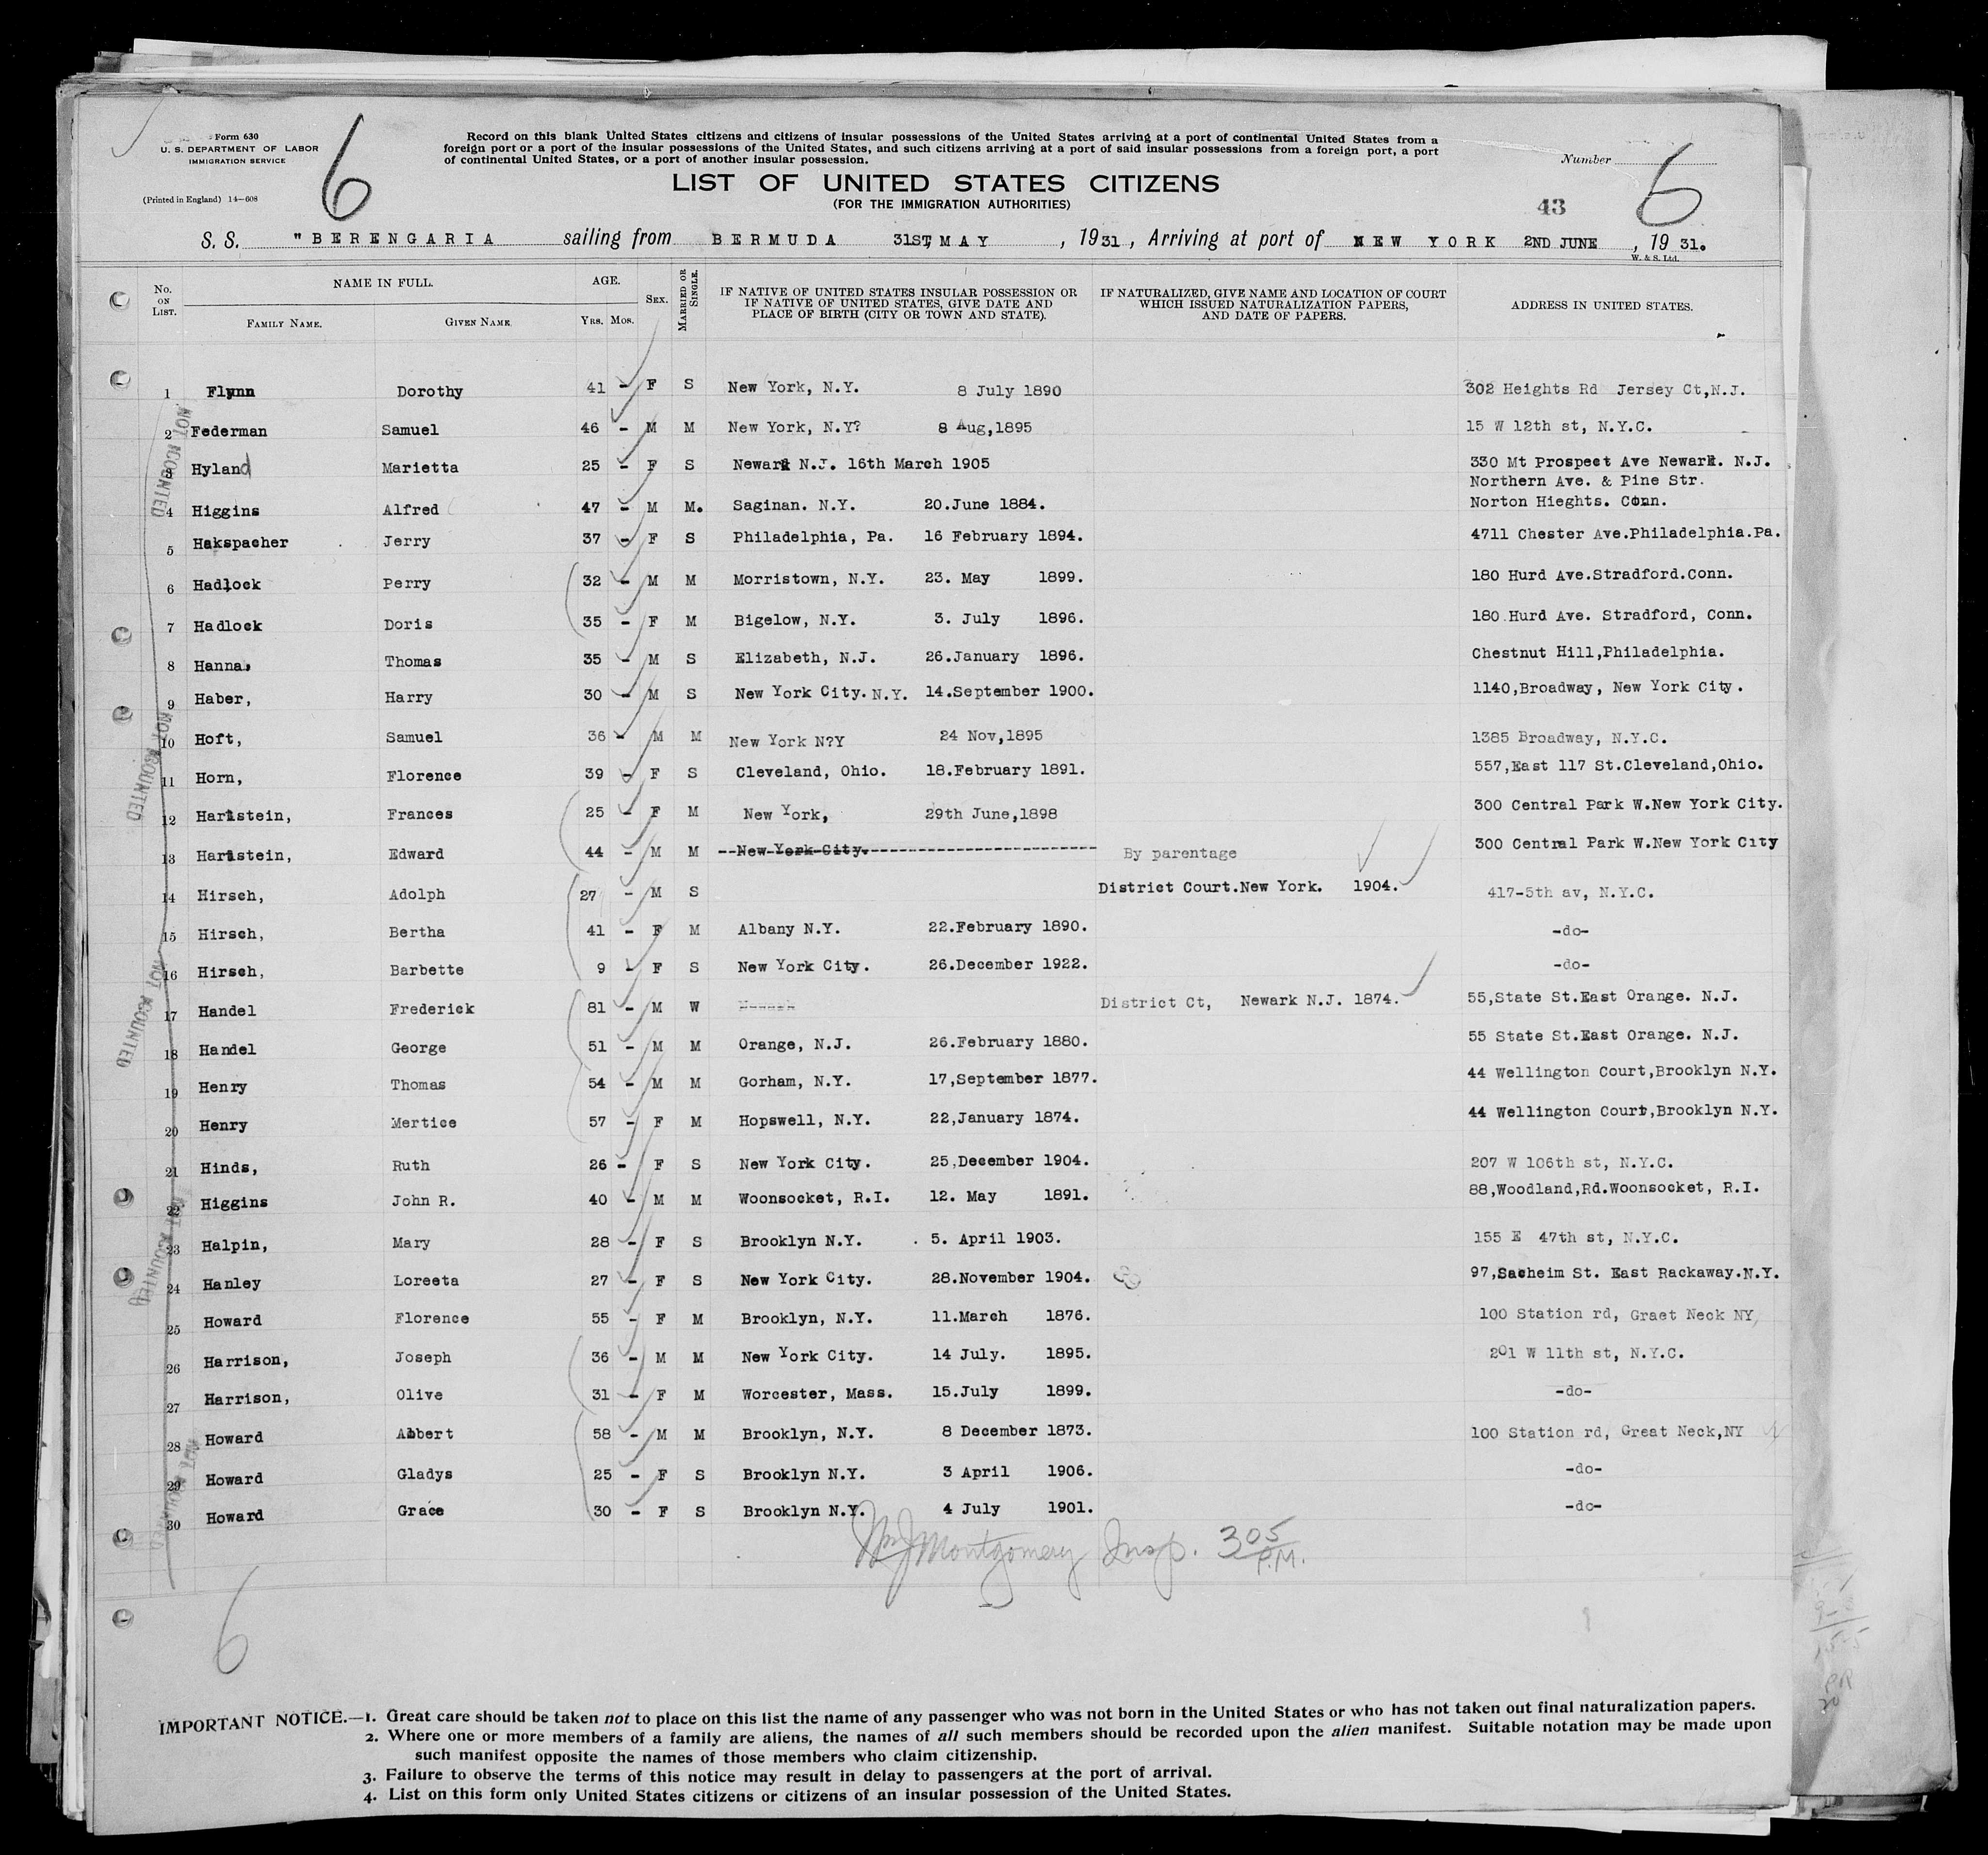 Form 630
U. S. DEPARTMENT OF LABOR
IMMIGRATION SERVICE
(Printed in England) 14—608
6
Record on this blank United States citizens and citizens of insular possessions of the United States arriving at a port of continental United States from a
foreign port or a port of the insular possessions of the United States, and such citizens arriving at a port of said insular possessions from a foreign port, a port
of continental United States, or a port of another insular possession.
Number
6
LIST OF UNITED STATES CITIZENS
(FOR THE IMMIGRATION AUTHORITIES)
43
S. S. "BERENGARIA sailing from BERMUDA 31ST, MAY, 1931, Arriving at port of NEW YORK 2ND JUNE, 1931.
W. & S. Ltd.
No. ON LIST. NAME IN FULL. FAMILY NAME. GIVEN NAME AGE. YRS. MOS. SEX. MARRIED OR SINGLE. IF NATIVE OF UNITED STATES INSULAR POSSESSION OR IF NATIVE OF UNITED STATES, GIVE DATE AND PLACE OF BIRTH (CITY OR TOWN AND STATE). IF NATURALIZED, GIVE NAME AND LOCATION OF COURT WHICH ISSUED NATURALIZATION PAPERS, AND DATE OF PAPERS. ADDRESS IN UNITED STATES.
1 Flynn Dorothy 41 - F S New York, N.Y. 8 July 1890 302 Heights Rd Jersey Ct,N.J.
2 Federman Samuel 46 - M M New York, N.Y? 8 Aug,1895 15 W 12th st, N.Y.C.
3 Hyland Marietta 25 - F S Newark N.J. 16th March 1905 330 Mt Prospect Ave Newark. N.J.
Northern Ave. & Pine Str.
4 Higgins Alfred 47 - M M. Saginan. N.Y. 20.June 1884. Norton Hieghts. Conn.
5 Hakspacher Jerry 37 - F S Philadelphia, Pa. 16 February 1894. 4711 Chester Ave.Philadelphia.Pa.
6 Hadlock Perry 32 - M M Morristown, N.Y. 23. May 1899. 180 Hurd Ave.Stradford.Conn.
7 Hadlock Doris 35 - F M Bigelow, N.Y. 3. July 1896. 180 Hurd Ave. Stradford, Conn.
8 Hanna, Thomas 35 - M S Elizabeth, N.J. 26.January 1896. Chestnut Hill,Philadelphia.
9 Haber, Harry 30 - M S New York City. N.Y. 14.September 1900. 1140,Broadway, New York City.
10 Hoft, Samuel 36 - M M New York N?Y 24 Nov,1895 1385 Broadway, N.Y.C.
11 Horn, Florence 39 - F S Cleveland, Ohio. 18.February 1891. 557,East 117 St.Cleveland,Ohio.
12 Hartstein, Frances 25 - F M New York, 29th June,1898 300 Central Park W.New York City.
13 Hartstein, Edward 44 - M M --New-York-City.- By parentage 300 Central Park W.New York City
14 Hirsch, Adolph 27 - M S District Court.New York. 1904. 417-5th av, N.Y.C.
15 Hirsch, Bertha 41 - F M Albany N.Y. 22.February 1890. -do-
16 Hirsch, Barbette 9 - F S New York City. 26.December 1922. -do-
17 Handel Frederick 81 - M W District Ct, Newark N.J. 1874. 55,State St.East Orange. N.J.
18 Handel George 51 - M M Orange, N.J. 26.February 1880. 55 State St.East Orange. N.J.
19 Henry Thomas 54 - M M Gorham, N.Y. 17,September 1877. 44 Wellington Court,Brooklyn N.Y.
20 Henry Mertice 57 - F M Hopswell, N.Y. 22,January 1874. 44 Wellington Court,Brooklyn N.Y.
21 Hinds, Ruth 26 - F S New York City. 25,December 1904. 207 W 106th st, N.Y.C.
22 Higgins John R. 40 - M M Woonsocket, R.I. 12. May 1891. 88,Woodland,Rd.Woonsocket, R.I.
23 Halpin, Mary 28 - F S Brooklyn N.Y. 5. April 1903. 155 E 47th st, N.Y.C.
24 Hanley Loreeta 27 - F S New York City. 28.November 1904. 97,Sacheim St. East Rackaway.N.Y.
25 Howard Florence 55 - F M Brooklyn, N.Y. 11.March 1876. 100 Station rd, Graet Neck NY,
26 Harrison, Joseph 36 - M M New York City. 14 July. 1895. 201 W 11th st, N.Y.C.
27 Harrison, Olive 31 - F M Worcester, Mass. 15.July 1899. -do-
28 Howard Albert 58 - M M Brooklyn, N.Y. 8 December 1873. 100 Station rd, Great Neck,NY
29 Howard Gladys 25 - F S Brooklyn N.Y. 3 April 1906. -do-
30 Howard Grace 30 - F S Brooklyn N.Y. 4 July 1901. -do-
NOT ACCOUNTED
NOT ACCOUNTED
NOT ACCOUNTED
NOT ACCOUNTED
Wm J Montgomery Insp. 305 P.M.
6
IMPORTANT NOTICE.—1. Great care should be taken not to place on this list the name of any passenger who was not born in the United States or who has not taken out final naturalization papers.
2. Where one or more members of a family are aliens, the names of all such members should be recorded upon the alien manifest. Suitable notation may be made upon
such manifest opposite the names of those members who claim citizenship.
3. Failure to observe the terms of this notice may result in delay to passengers at the port of arrival.
4. List on this form only United States citizens or citizens of an insular possession of the United States.